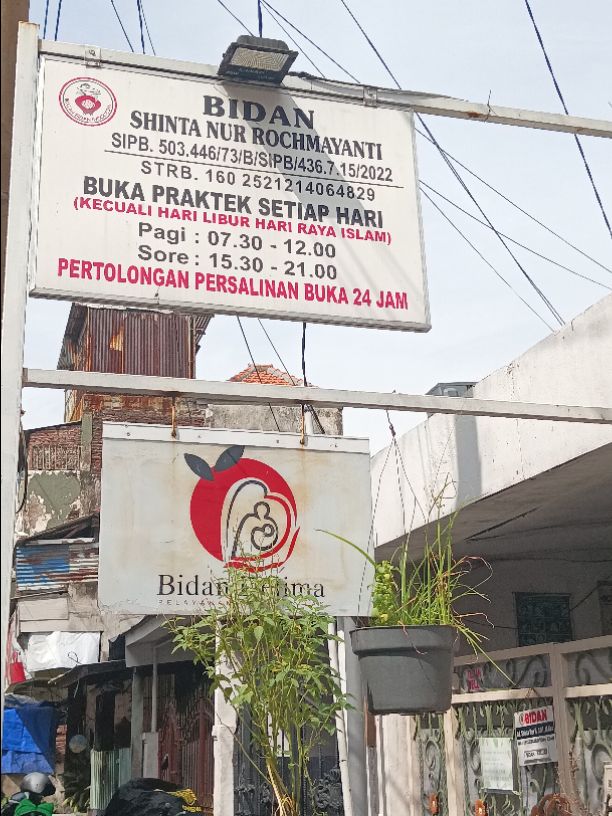 BIDAN
SHINTA NUR ROCHMAYANTI
SIPB. 503.446/73/B/SIPB/436.7.15/2022
STRB. 160 2521214064829
BUKA PRAKTEK SETIAP HARI
(KECUALI HARI LIBUR HARI RAYA ISLAM)
Pagi : 07.30 - 12.00
Sore : 15.30 - 21.00
PERTOLONGAN PERSALINAN BUKA 24 JAM
Bidan
BIDAN